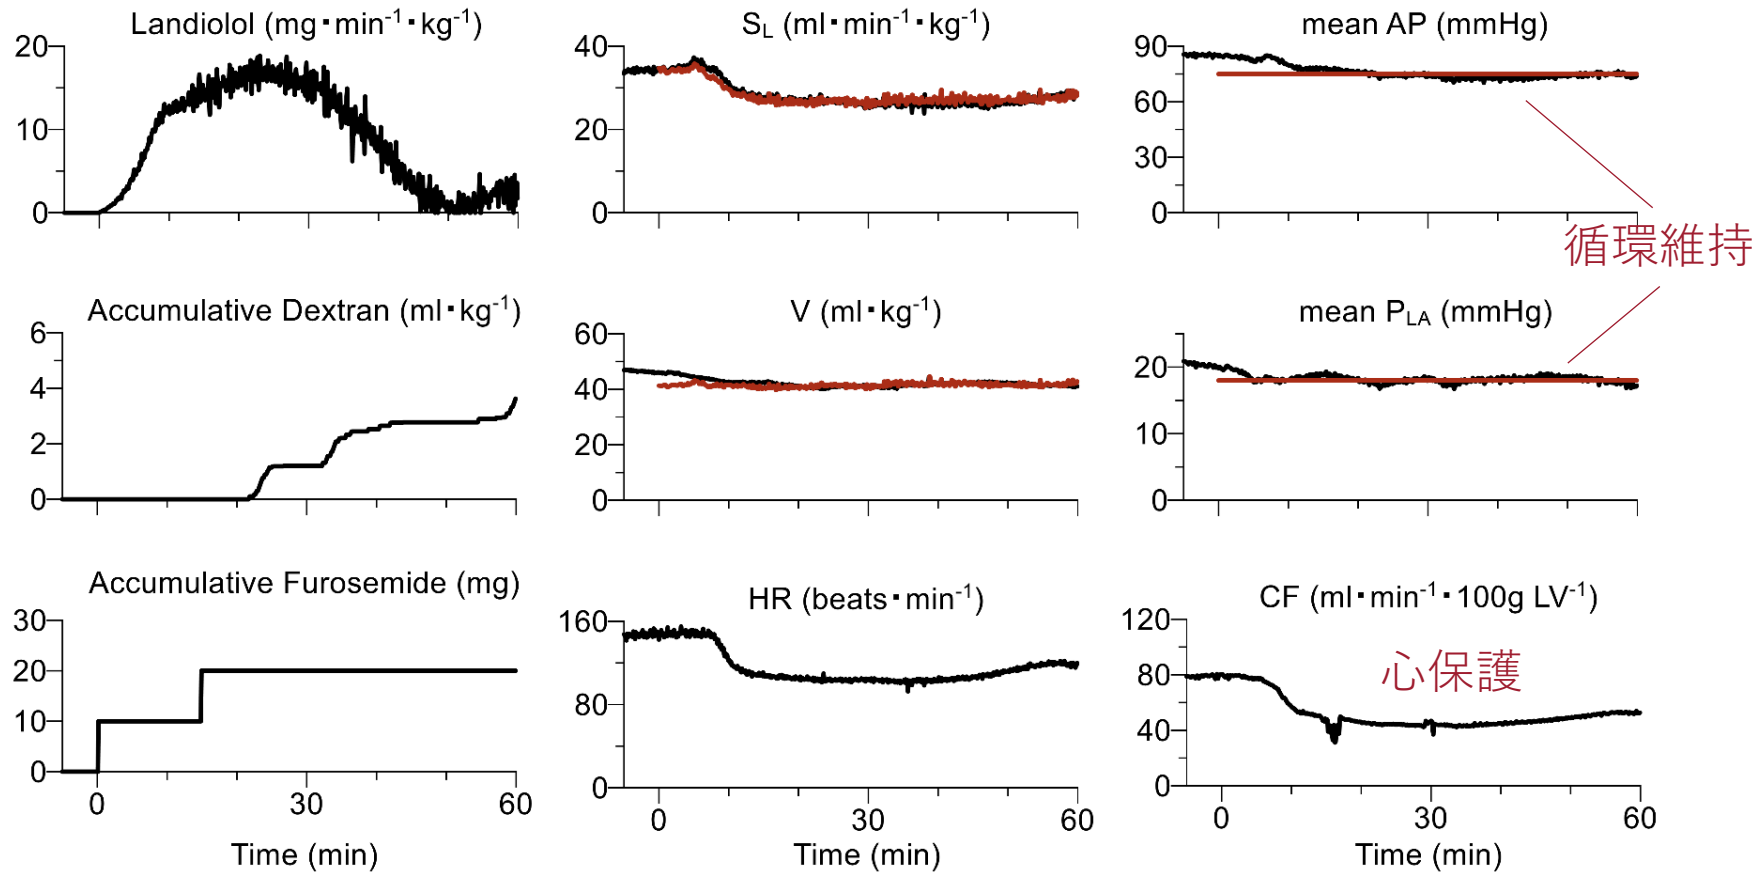 Landiolol (mg・min-1・kg-1)
20
10
0
SL (ml・min-1・kg-1)
40
20
0
mean AP (mmHg)
90
60
30
0
循環維持
Accumulative Dextran (ml・kg-1)
6
4
2
0
V (ml・kg-1)
60
40
20
0
mean PLA (mmHg)
20
10
0
Accumulative Furosemide (mg)
30
20
10
0
0 30 60
Time (min)
HR (beats・min-1)
160
80
0
0 30 60
Time (min)
CF (ml・min-1・100g LV-1)
120
80
40
0
心保護
0 30 60
Time (min)